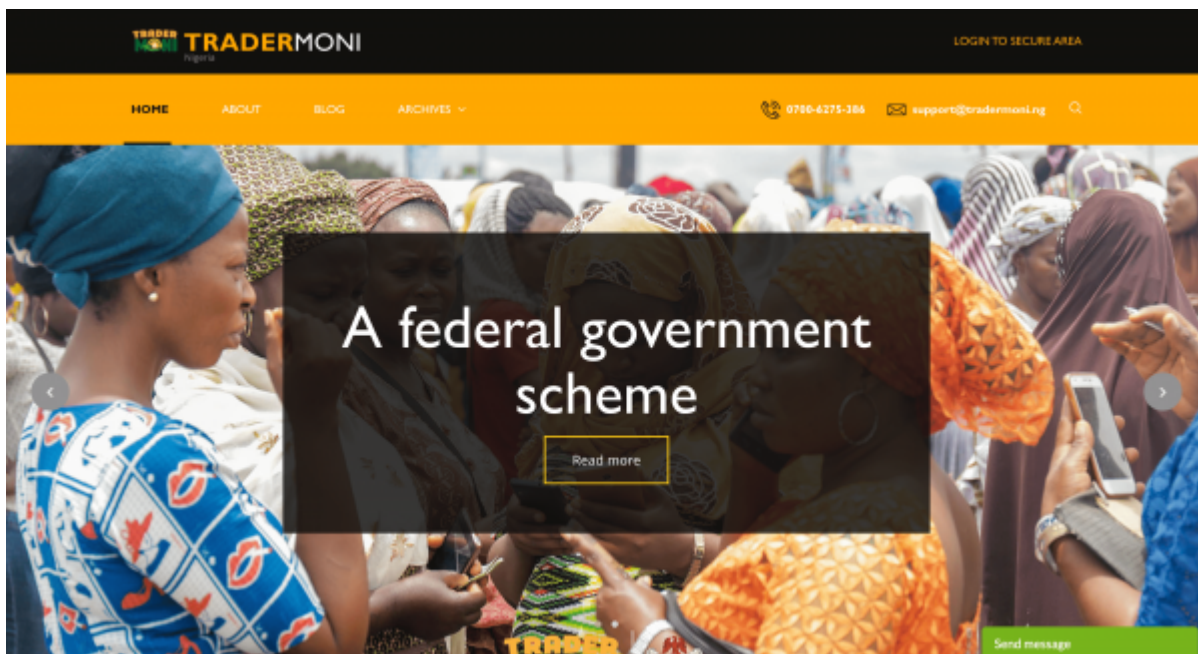 TRADER
MONI
TRADERMONI
Nigeria
LOGIN TO SECURE AREA
HOME
ABOUT
BLOG
ARCHIVES
0700-6275-386
support@tradermoni.ng
A federal government
scheme
Read more
TRADER
Send message